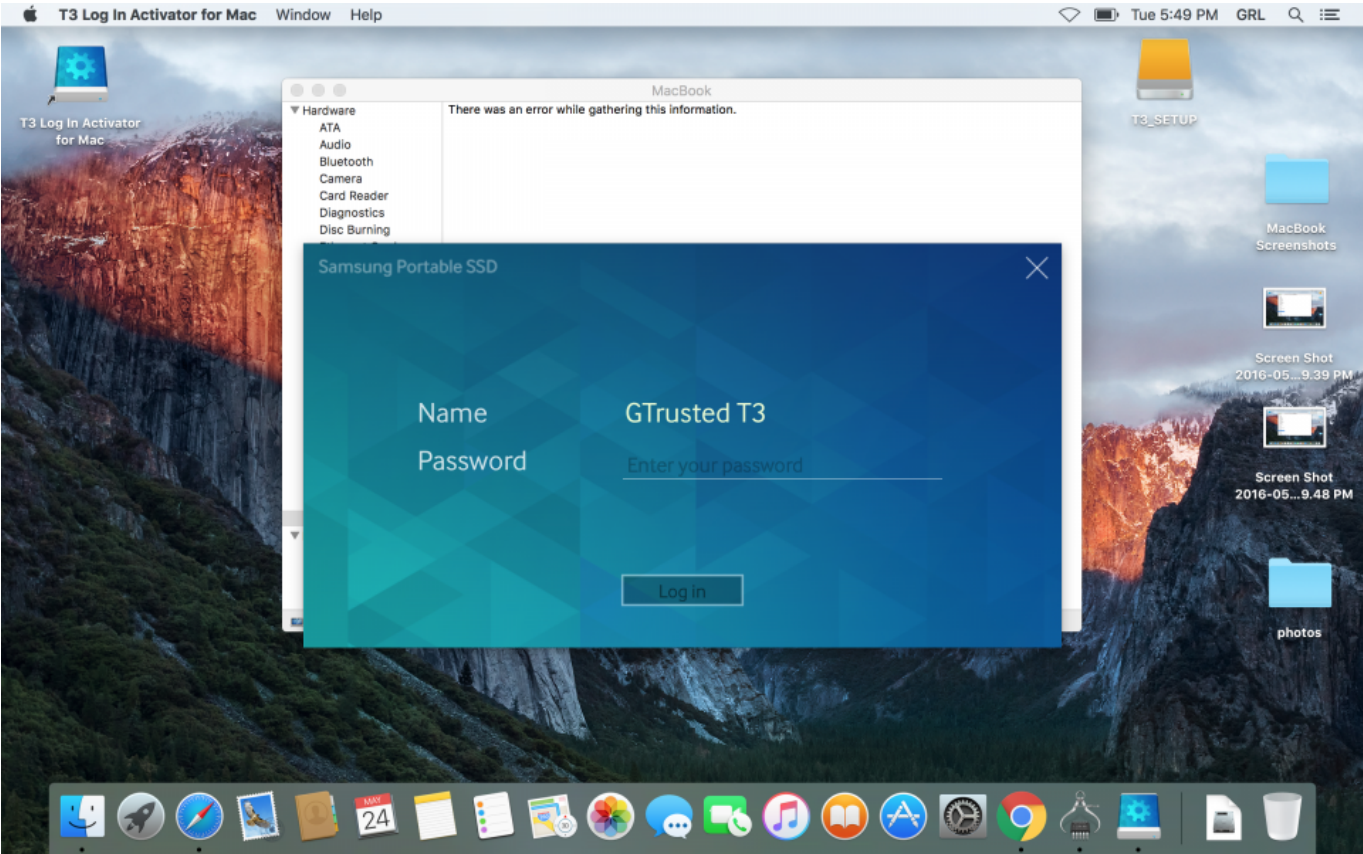 T3 Log In Activator for Mac Window Help
Tue 5:49 PM GRL
T3 Log In Activator
for Mac
T3_SETUP
MacBook
Hardware
ATA
Audio
Bluetooth
Camera
Card Reader
Diagnostics
Disc Burning
There was an error while gathering this information.
MacBook
Screenshots
Samsung Portable SSD
Name GTrusted T3
Password Enter your password
Log in
Screen Shot
2016-05...9.39 PM
Screen Shot
2016-05...9.48 PM
photos
MAY
24